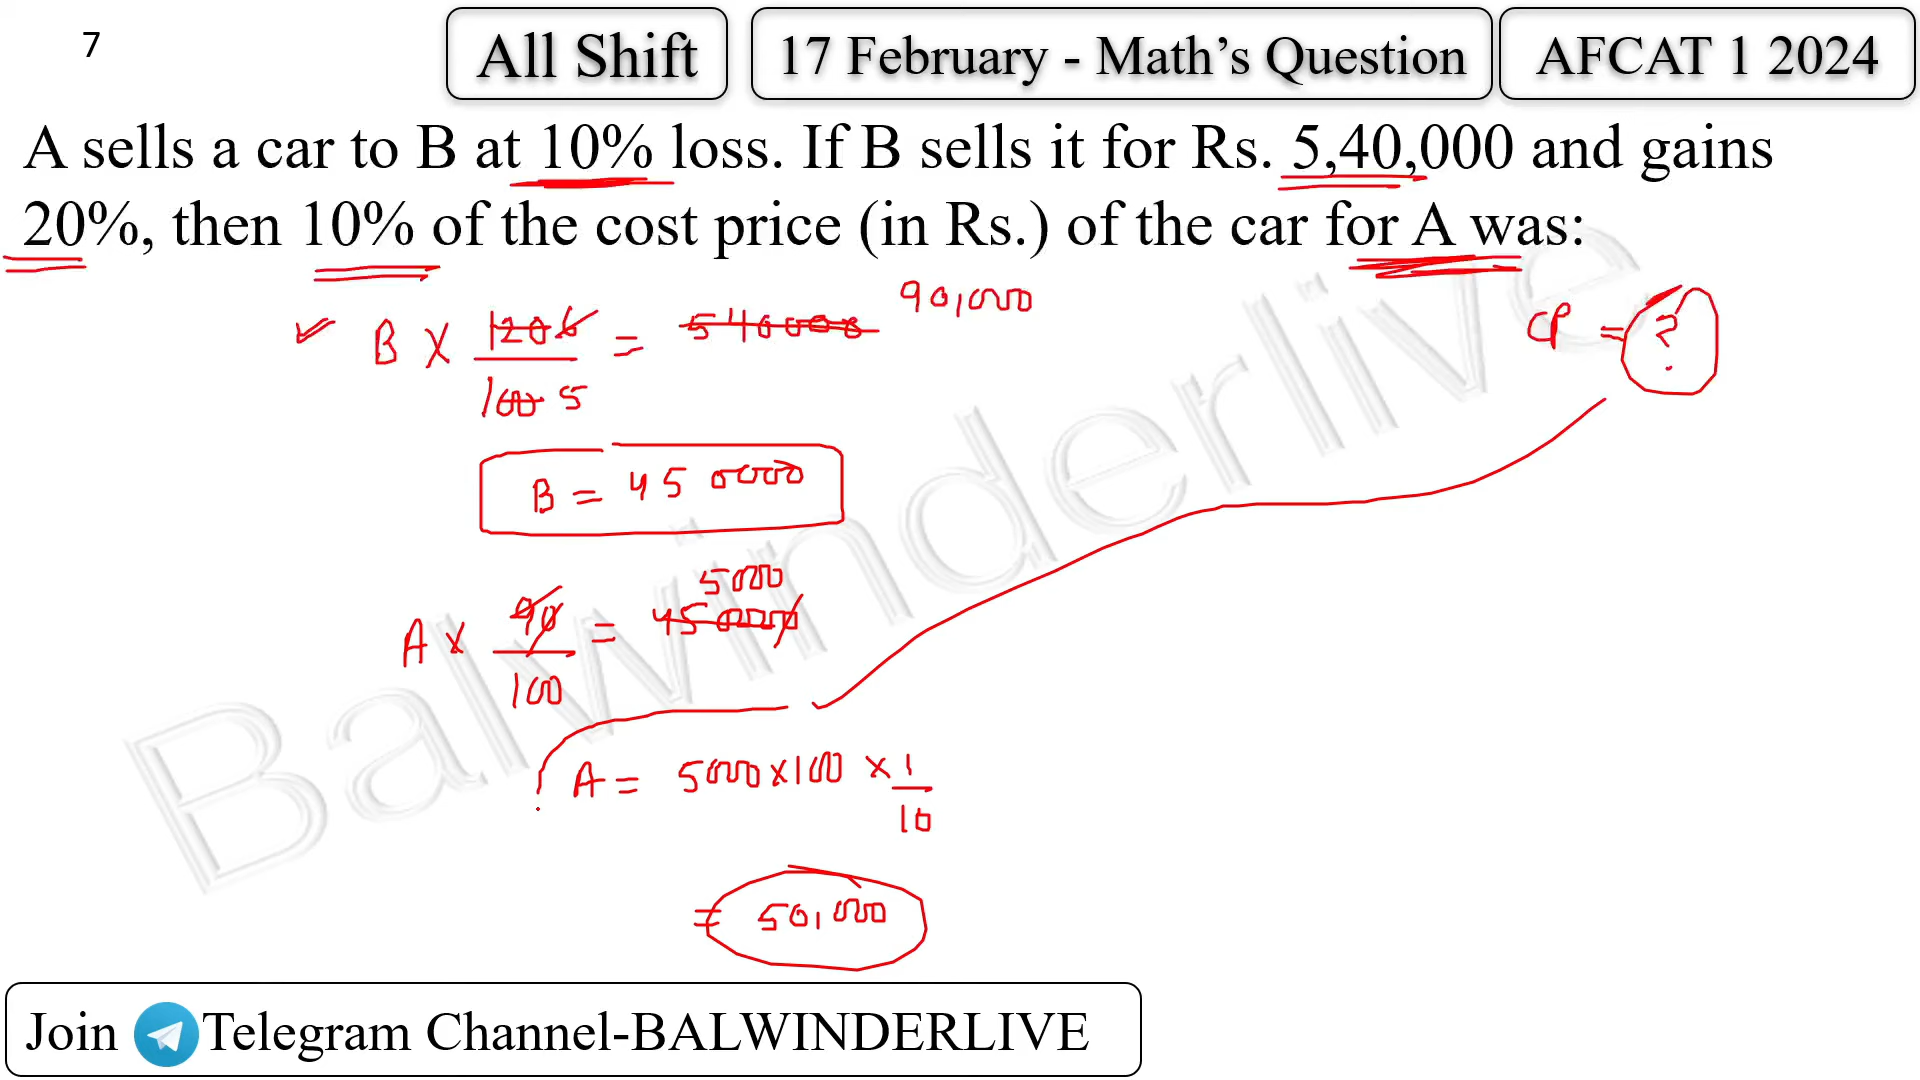 7
All Shift
17 February - Math’s Question
AFCAT 1 2024
A sells a car to B at 10% loss. If B sells it for Rs. 5,40,000 and gains
20%, then 10% of the cost price (in Rs.) of the car for A was:
90,000
B × 120 6 / 100 5 = 540000
CP = ?
B = 450000
5000
A × 90 / 100 = 450000
A = 5000 × 100 × 1/10
= 50,000
Balwinderlive
Join Telegram Channel-BALWINDERLIVE